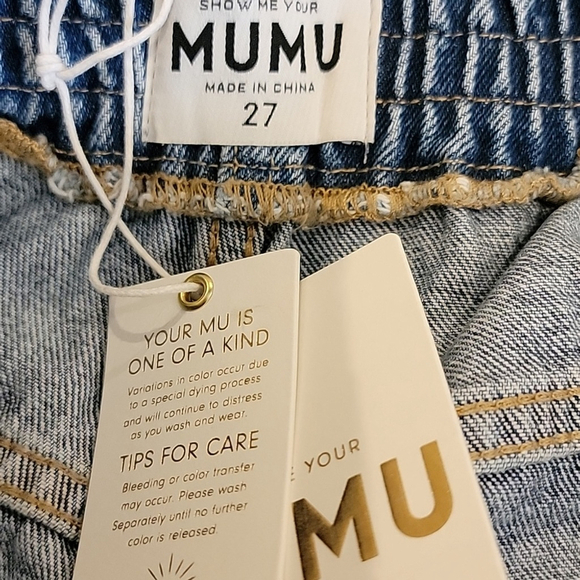 SHOW ME YOUR
MUMU
MADE IN CHINA
27
YOUR MU IS
ONE OF A KIND
Variations in color occur due
to a special dying process
and will continue to distress
as you wash and wear.
TIPS FOR CARE
Bleeding or color transfer
may occur. Please wash
Separately until no further
color is released.
E YOUR
MU